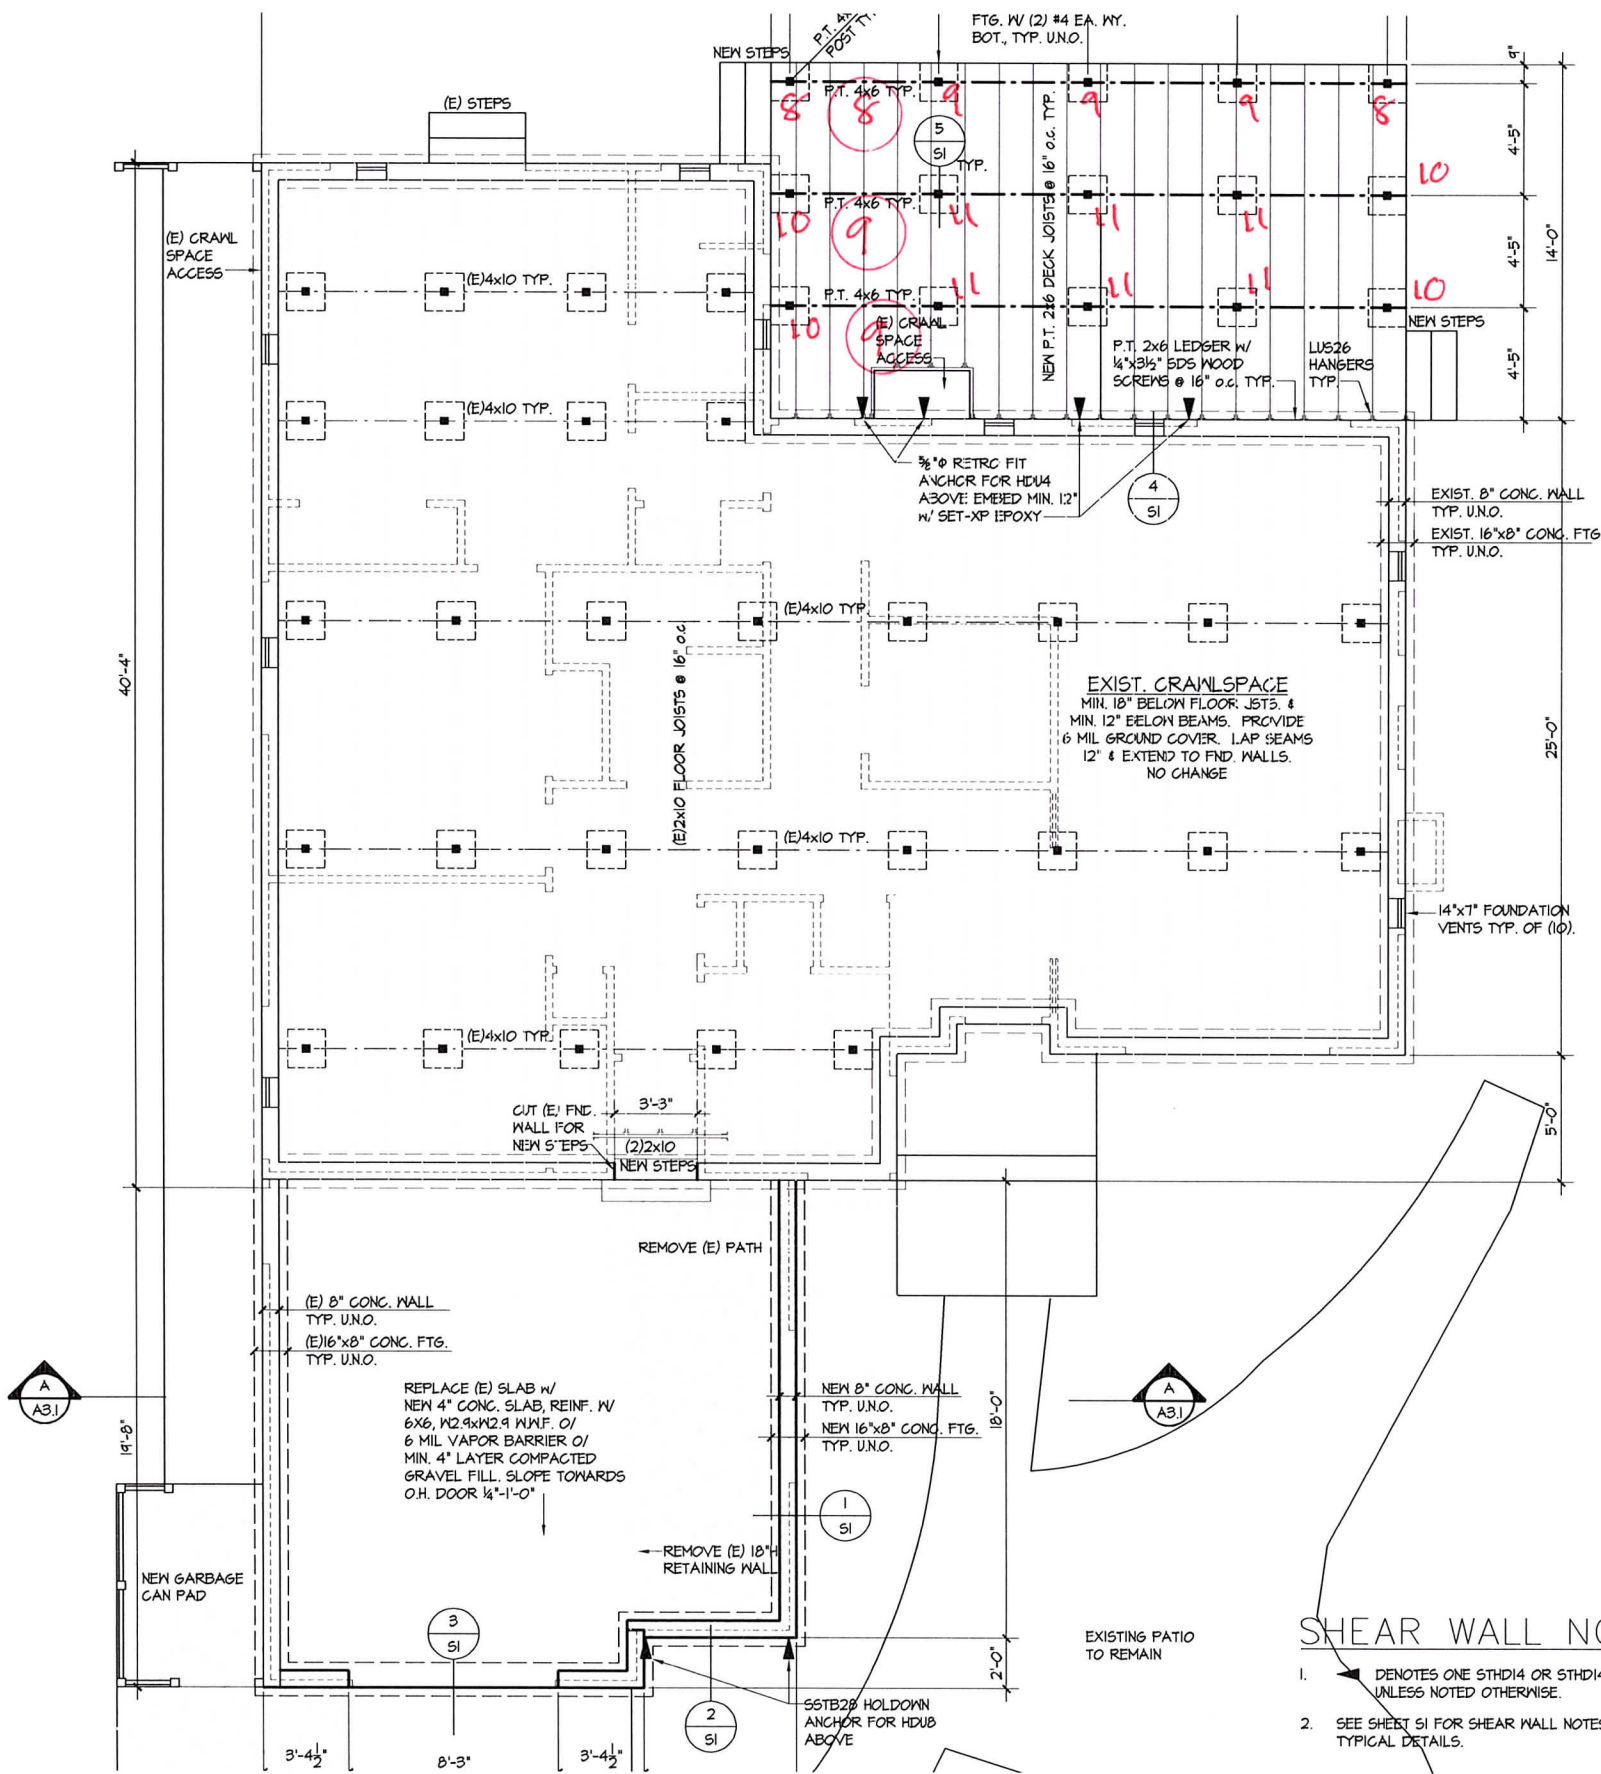 P.T. 4x
POST TY.
FTG. W/ (2) #4 EA. WY.
BOT., TYP. U.N.O.
NEW STEPS
9"
(E) STEPS
P.T. 4x6 TYP.
8
8
9
9
9
8
5
S1
TYP.
4'-5"
NEW P.T. 2x6 DECK JOISTS @ 16" o.c. TYP.
P.T. 4x6 TYP.
10
9
11
11
11
10
4'-5"
14'-0"
(E) CRAWL
SPACE
ACCESS
(E)4x10 TYP.
P.T. 4x6 TYP.
10
9
11
11
11
10
(E) CRAWL
SPACE
ACCESS
P.T. 2x6 LEDGER W/
1/4"x3½" SDS WOOD
SCREWS @ 16" o.c. TYP.
LUS26
HANGERS
TYP.
NEW STEPS
4'-5"
(E)4x10 TYP.
⅝"Φ RETRO FIT
ANCHOR FOR HDU4
ABOVE EMBED MIN. 12"
W/ SET-XP EPOXY
4
S1
EXIST. 8" CONC. WALL
TYP. U.N.O.
EXIST. 16"x8" CONC. FTG
TYP. U.N.O.
40'-4"
(E)4x10 TYP.
(E)2x10 FLOOR JOISTS @ 16" o.c
EXIST. CRAWLSPACE
MIN. 18" BELOW FLOOR JSTS. &
MIN. 12" BELOW BEAMS. PROVIDE
6 MIL GROUND COVER. LAP SEAMS
12" & EXTEND TO FND. WALLS.
NO CHANGE
25'-0"
(E)4x10 TYP.
14"x7" FOUNDATION
VENTS TYP. OF (10).
(E)4x10 TYP.
CUT (E) FND.
WALL FOR
NEW STEPS
3'-3"
(2)2x10
NEW STEPS
5'-0"
REMOVE (E) PATH
(E) 8" CONC. WALL
TYP. U.N.O.
(E)16"x8" CONC. FTG.
TYP. U.N.O.
A
A3.1
REPLACE (E) SLAB W/
NEW 4" CONC. SLAB, REINF. W/
6X6, W2.9xW2.9 W.W.F. O/
6 MIL VAPOR BARRIER O/
MIN. 4" LAYER COMPACTED
GRAVEL FILL. SLOPE TOWARDS
O.H. DOOR ¼"-1'-0"
NEW 8" CONC. WALL
TYP. U.N.O.
NEW 16"x8" CONC. FTG.
TYP. U.N.O.
18'-0"
A
A3.1
19'-8"
1
S1
REMOVE (E) 18"H
RETAINING WALL
NEW GARBAGE
CAN PAD
3
S1
2'-0"
EXISTING PATIO
TO REMAIN
2
S1
SSTB28 HOLDOWN
ANCHOR FOR HDU8
ABOVE
3'-4½"
8'-3"
3'-4½"
SHEAR WALL NO
1. DENOTES ONE STHD14 OR STHD14
UNLESS NOTED OTHERWISE.
2. SEE SHEET S1 FOR SHEAR WALL NOTES
TYPICAL DETAILS.